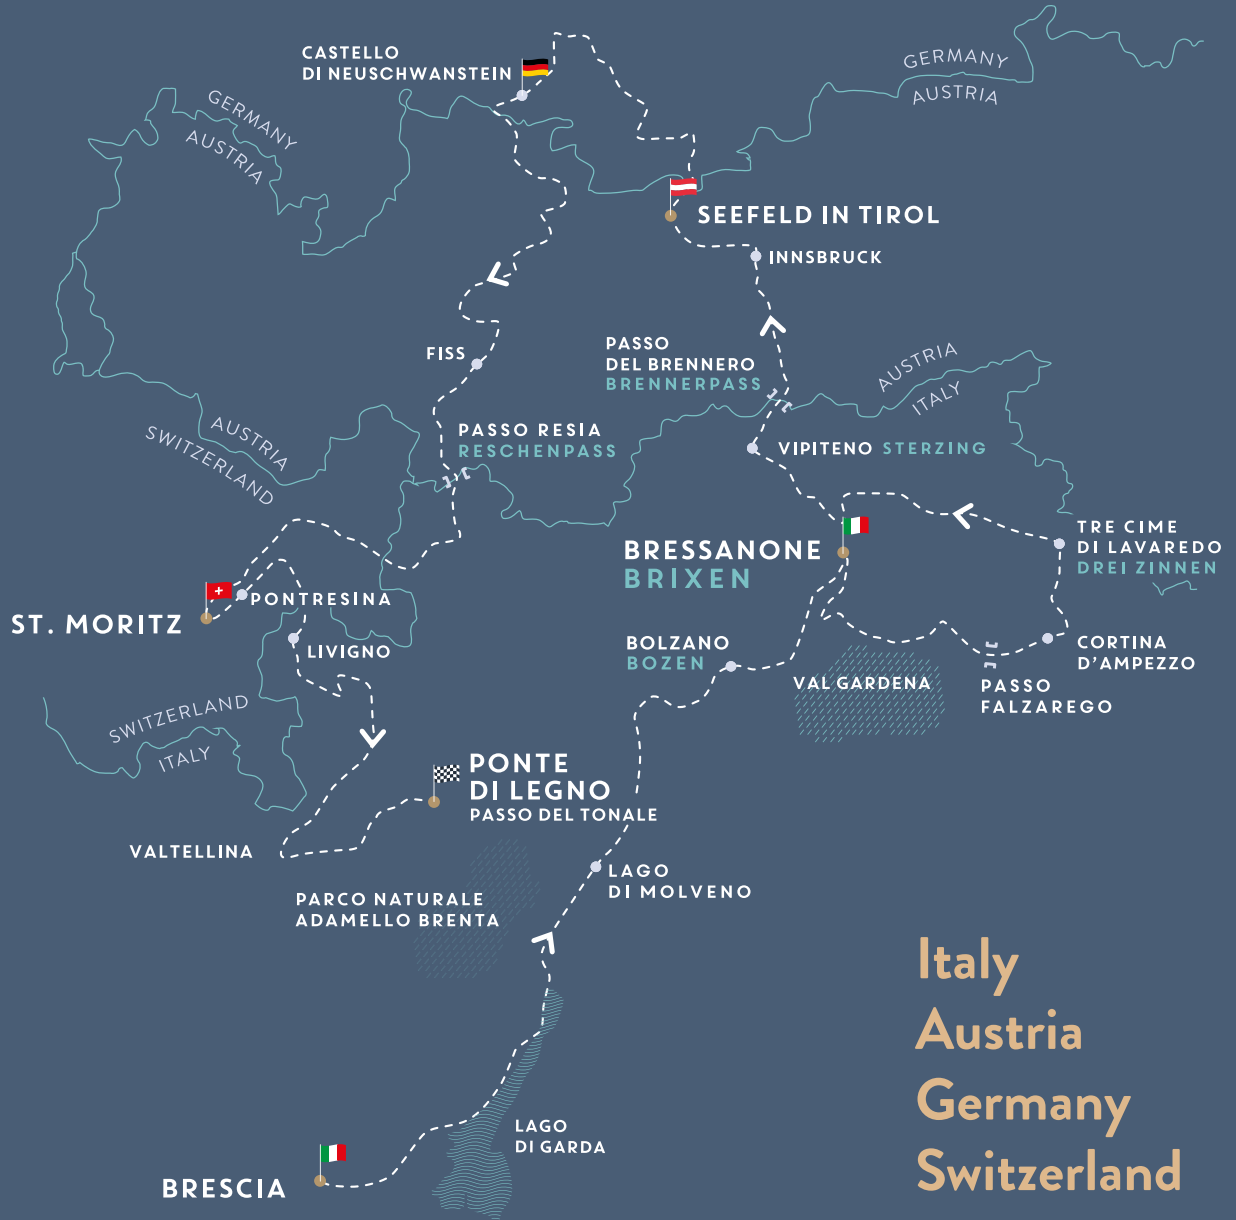 CASTELLO
DI NEUSCHWANSTEIN
GERMANY
AUSTRIA
GERMANY
AUSTRIA
SEEFELD IN TIROL
INNSBRUCK
FISS
PASSO
DEL BRENNERO
BRENNERPASS
AUSTRIA
ITALY
AUSTRIA
SWITZERLAND
PASSO RESIA
RESCHENPASS
VIPITENO STERZING
BRESSANONE
BRIXEN
TRE CIME
DI LAVAREDO
DREI ZINNEN
ST. MORITZ
PONTRESINA
LIVIGNO
BOLZANO
BOZEN
CORTINA
D'AMPEZZO
VAL GARDENA
PASSO
FALZAREGO
SWITZERLAND
ITALY
PONTE
DI LEGNO
PASSO DEL TONALE
VALTELLINA
LAGO
DI MOLVENO
PARCO NATURALE
ADAMELLO BRENTA
LAGO
DI GARDA
BRESCIA
Italy
Austria
Germany
Switzerland